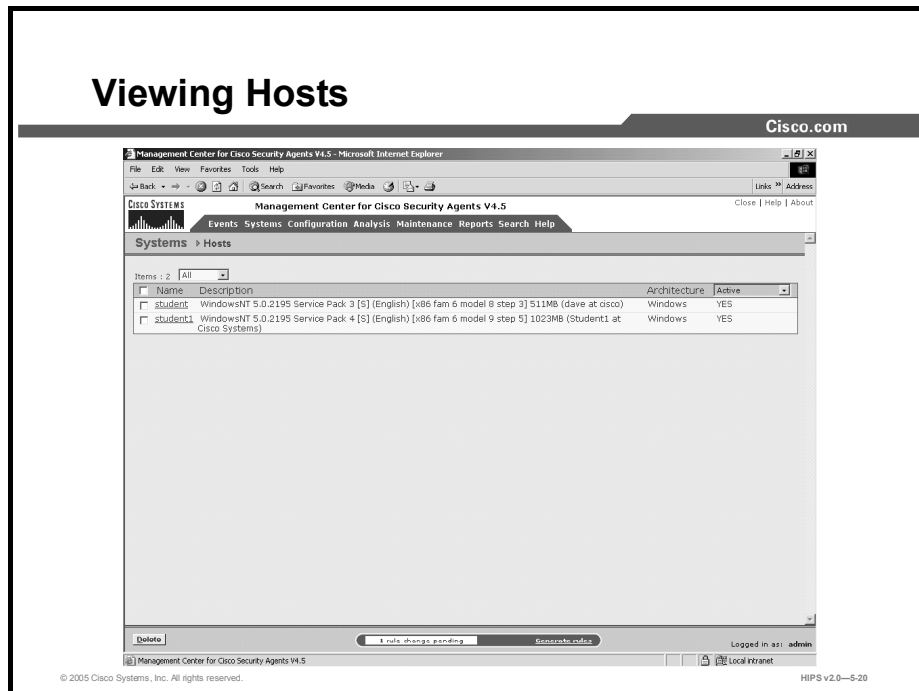 Viewing Hosts
Cisco.com
Management Center for Cisco Security Agents V4.5 - Microsoft Internet Explorer
File Edit View Favorites Tools Help
Back Search Favorites Media Links » Address
CISCO SYSTEMS Management Center for Cisco Security Agents V4.5 Close | Help | About
Events Systems Configuration Analysis Maintenance Reports Search Help
Systems > Hosts
Items : 2 All
Name Description Architecture Active
student WindowsNT 5.0.2195 Service Pack 3 [S] (English) [x86 fam 6 model 8 step 3] 511MB (dave at cisco) Windows YES
student1 WindowsNT 5.0.2195 Service Pack 4 [S] (English) [x86 fam 6 model 9 step 5] 1023MB (Student1 at Windows YES
Cisco Systems)
Delete 1 rule change pending Generate rules Logged in as: admin
Management Center for Cisco Security Agents V4.5 Local intranet
© 2005 Cisco Systems, Inc. All rights reserved. HIPS v2.0—5-20